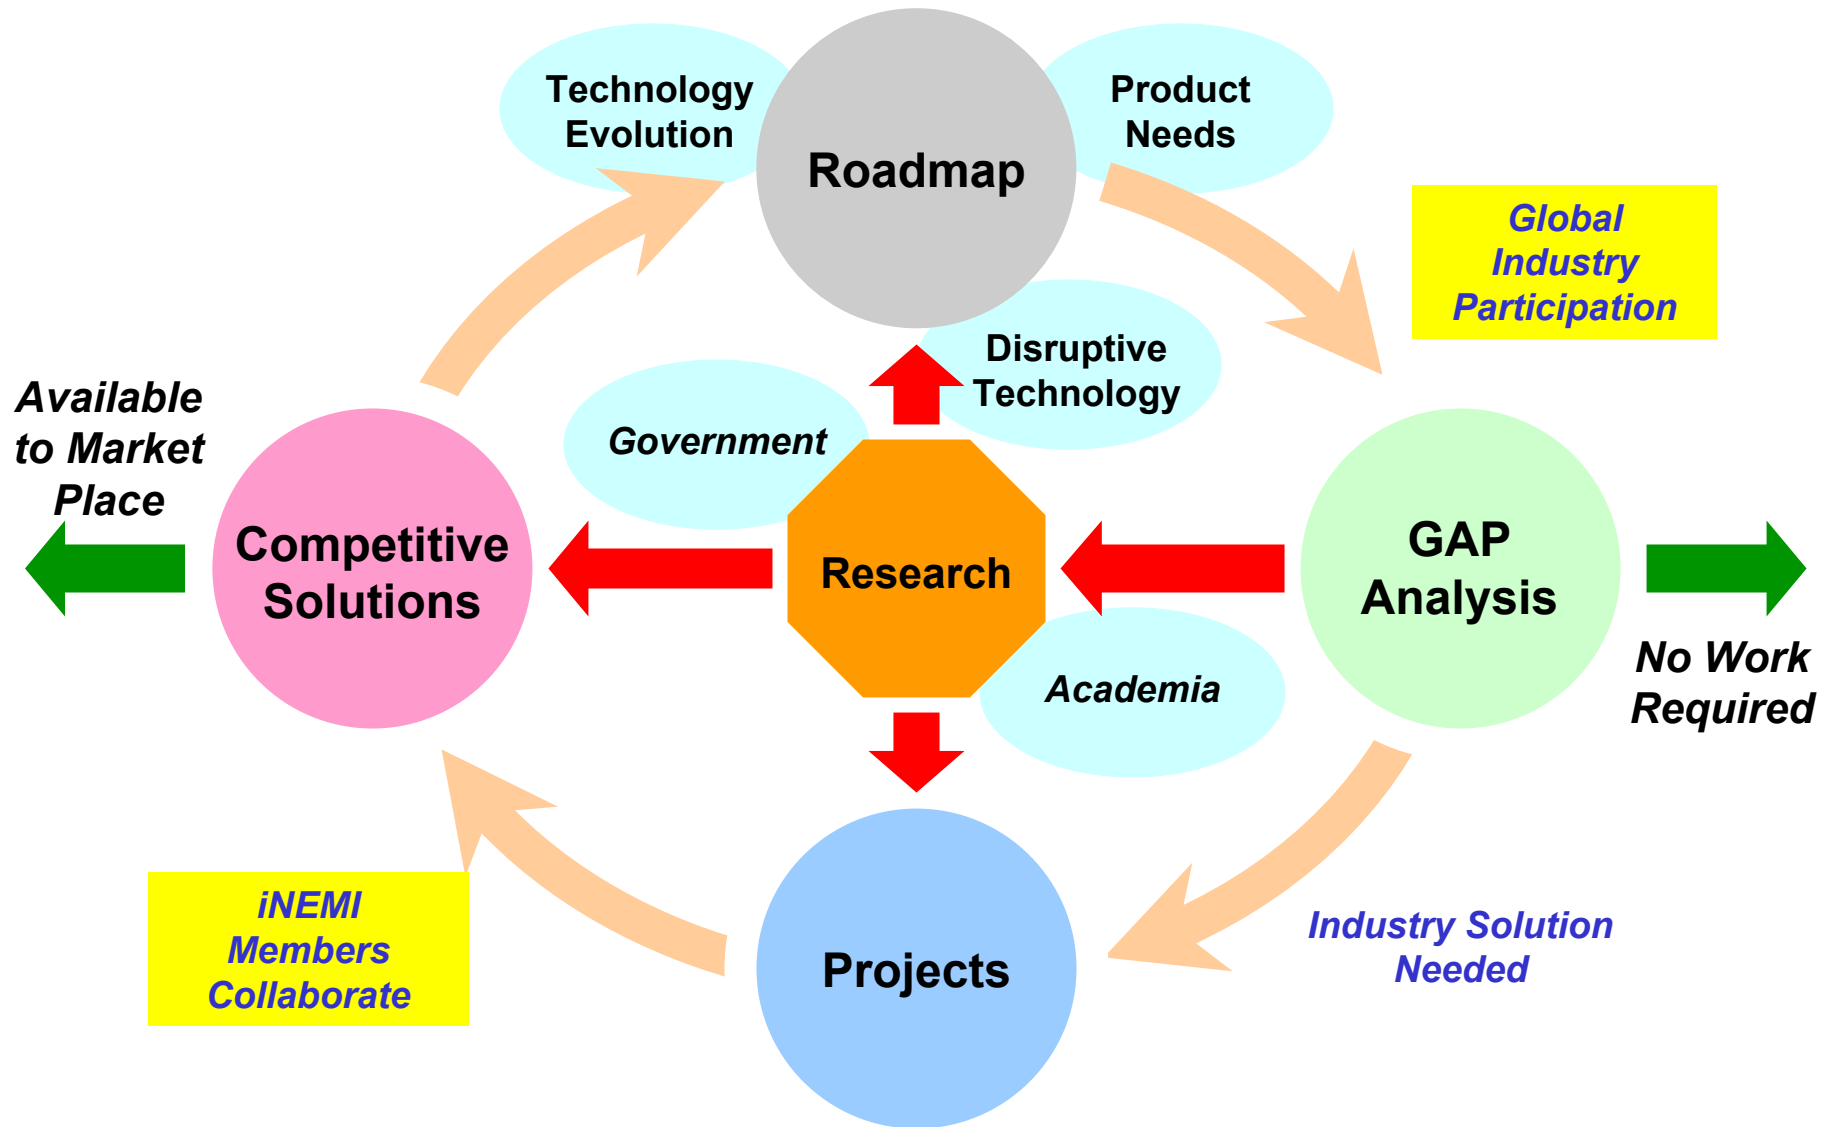 Technology
Evolution
Product
Needs
Roadmap
Global
Industry
Participation
Disruptive
Technology
Available
to Market
Place
Government
Competitive
Solutions
Research
GAP
Analysis
No Work
Required
Academia
iNEMI
Members
Collaborate
Projects
Industry Solution
Needed